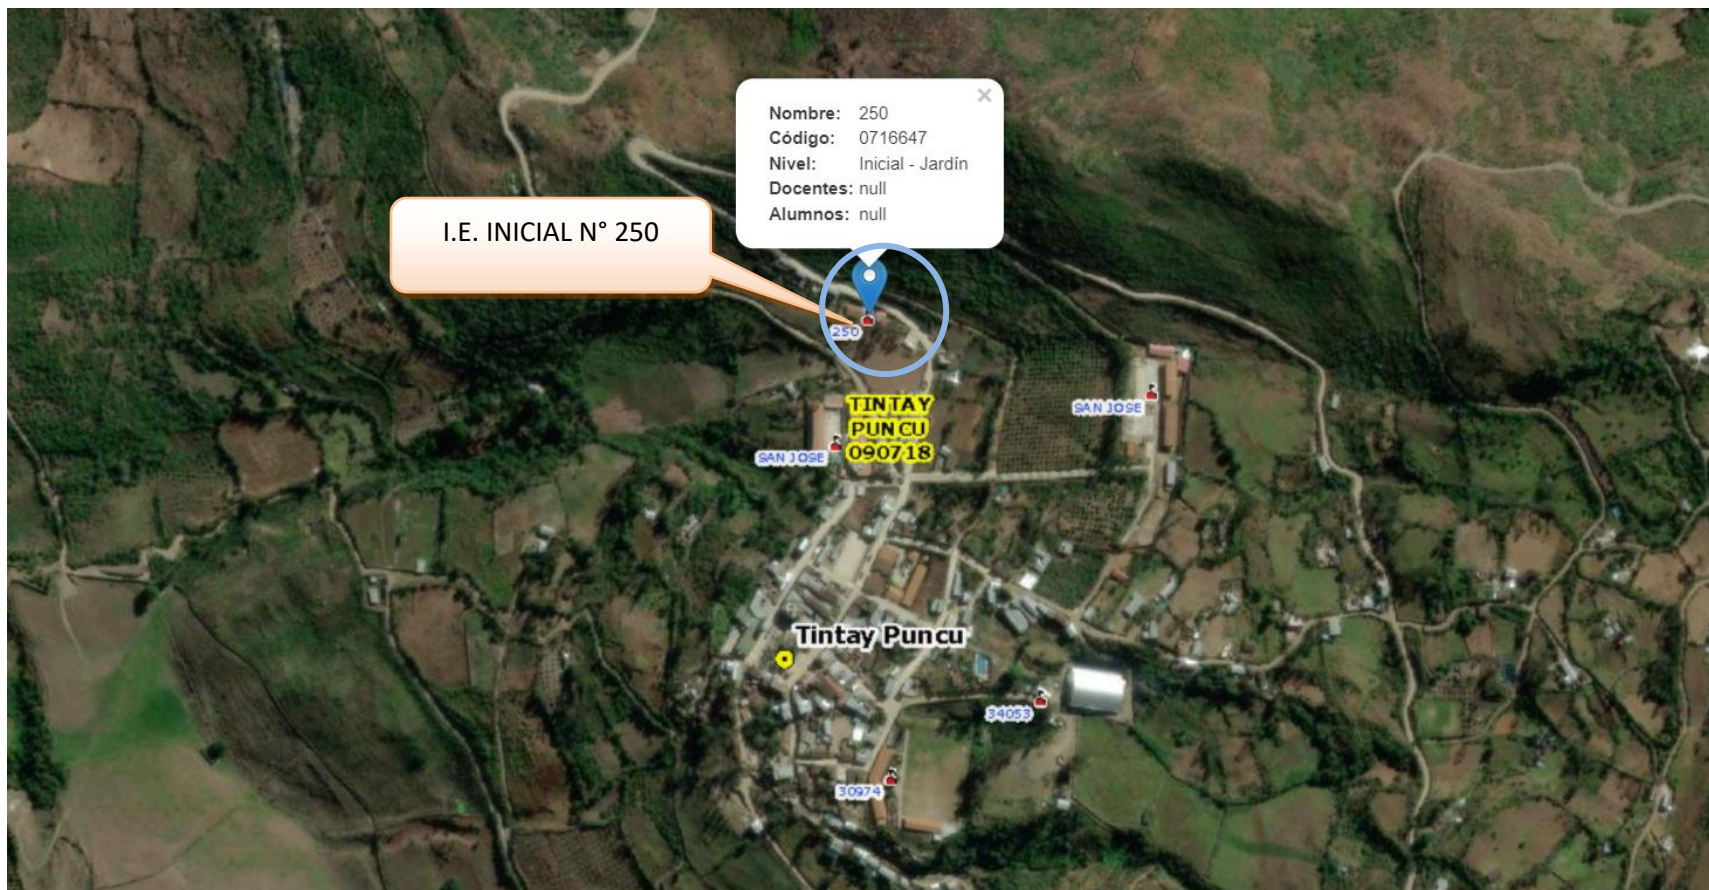 Nombre: 250
Código: 0716647
Nivel: Inicial - Jardín
Docentes: null
Alumnos: null
I.E. INICIAL N° 250
250
TINTAY
PUNCU
090718
SAN JOSE
SAN JOSE
Tintay Puncu
34053
30974